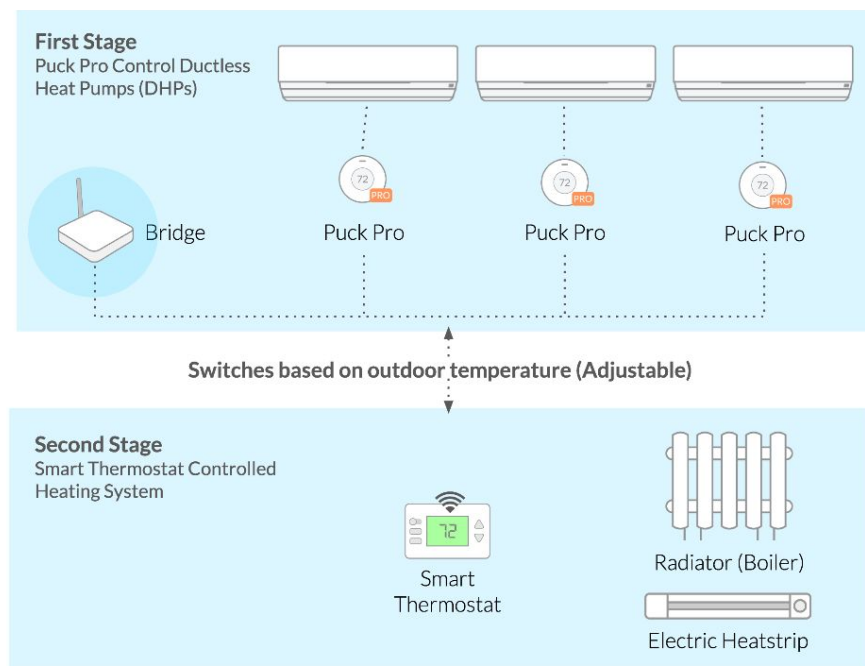 First Stage
Puck Pro Control Ductless
Heat Pumps (DHPs)
72
PRO
72
PRO
72
PRO
Bridge
Puck Pro
Puck Pro
Puck Pro
Switches based on outdoor temperature (Adjustable)
Second Stage
Smart Thermostat Controlled
Heating System
72
Smart
Thermostat
Radiator (Boiler)
Electric Heatstrip